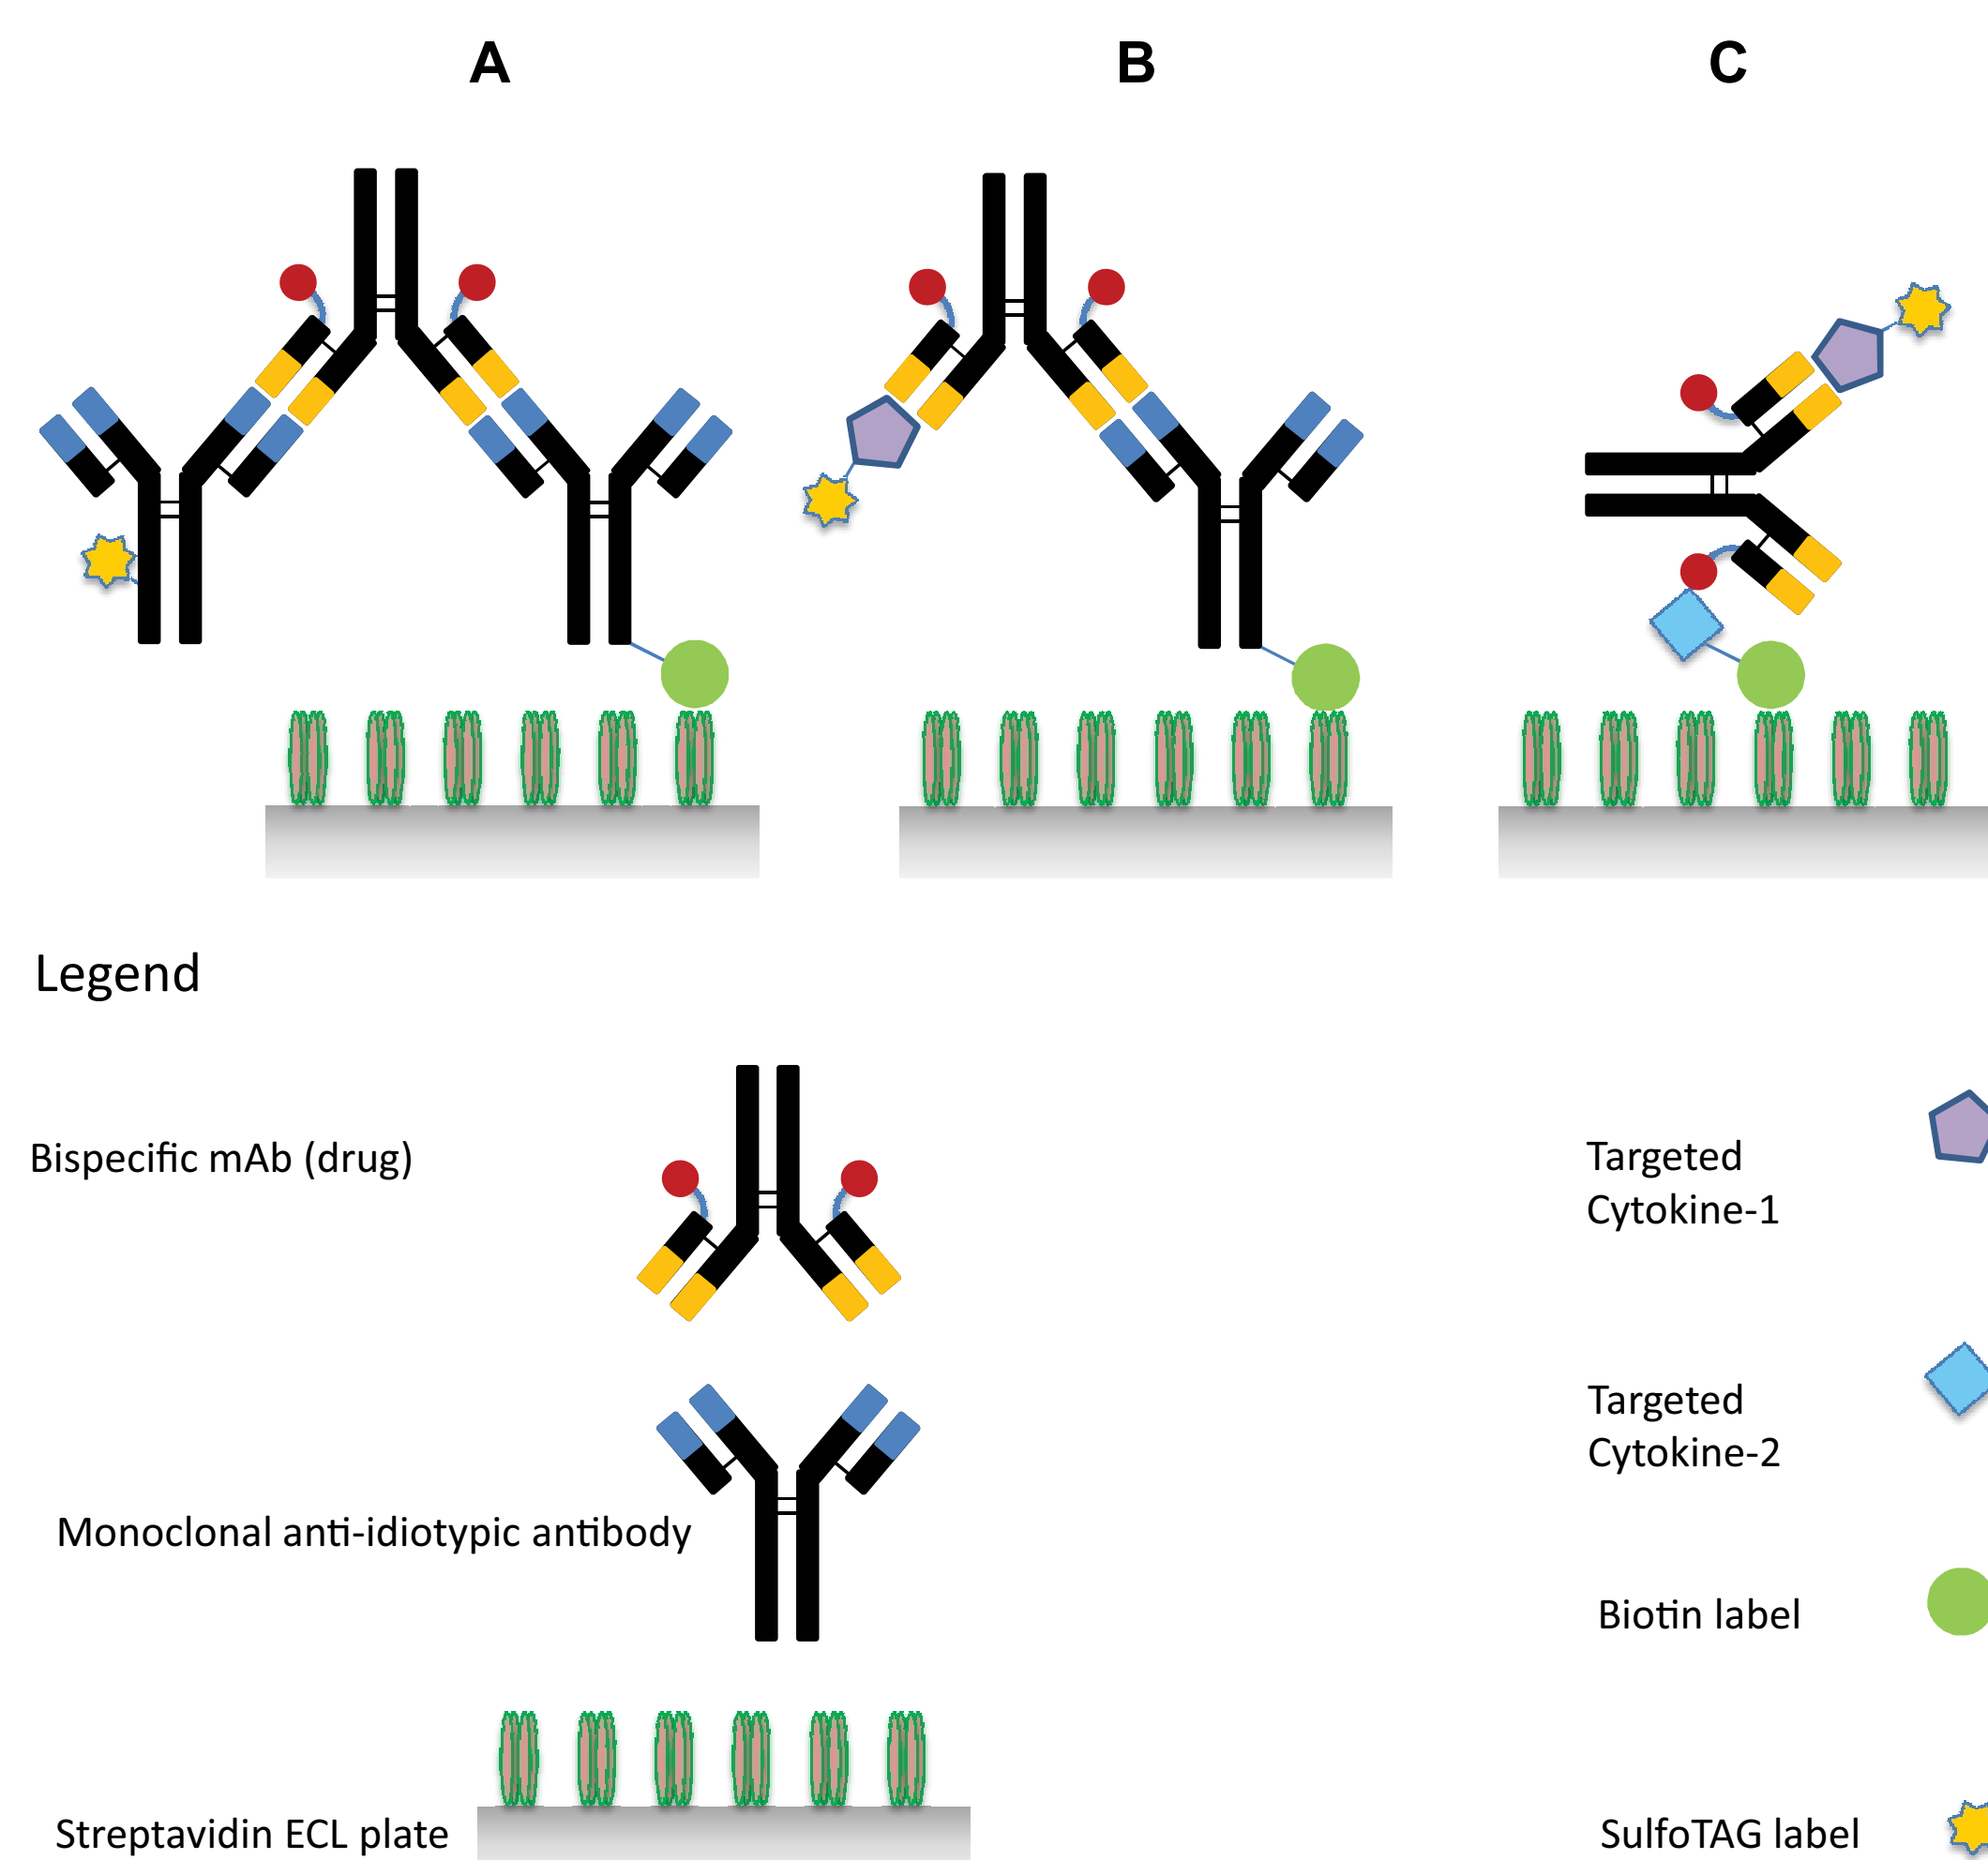 A B C
Legend
Bispecific mAb (drug)
Targeted
Cytokine-1
Targeted
Cytokine-2
Monoclonal anti-idiotypic antibody
Biotin label
Streptavidin ECL plate
SulfoTAG label